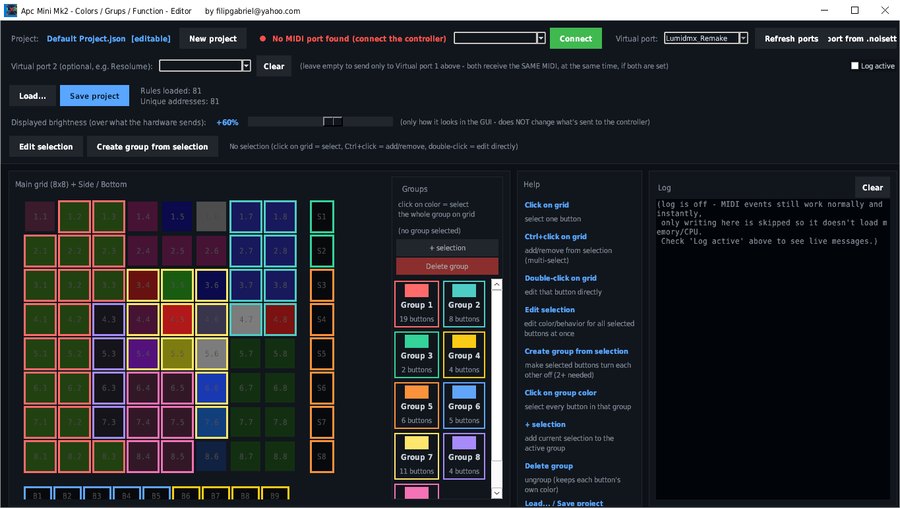 Apc Mini Mk2 - Colors / Grups / Function - Editor by filipgabriel@yahoo.com
Project: Default Project.json [editable] New project ● No MIDI port found (connect the controller) Connect Virtual port: Lumidmx_Remake Refresh ports port from .noisett
Virtual port 2 (optional, e.g. Resolume): Clear (leave empty to send only to Virtual port 1 above - both receive the SAME MIDI, at the same time, if both are set) Log active
Load... Save project Rules loaded: 81
Unique addresses: 81
Displayed brightness (over what the hardware sends): +60% (only how it looks in the GUI - does NOT change what's sent to the controller)
Edit selection Create group from selection No selection (click on grid = select, Ctrl+click = add/remove, double-click = edit directly)
Main grid (8x8) + Side / Bottom
1.1 1.2 1.3 1.4 1.5 1.7 1.8 S1
2.1 2.2 2.3 2.4 2.5 2.6 2.7 2.8 S2
3.1 3.2 3.3 3.4 3.5 3.6 3.7 3.8 S3
4.1 4.2 4.3 4.4 4.5 4.6 4.7 4.8 S4
5.1 5.2 5.3 5.4 5.5 5.6 5.7 5.8 S5
6.1 6.2 6.3 6.4 6.5 6.6 6.7 6.8 S6
7.1 7.2 7.3 7.4 7.5 7.6 7.7 7.8 S7
8.1 8.2 8.3 8.4 8.5 8.6 8.7 8.8 S8
B1 B2 B3 B4 B5 B6 B7 B8 B9
Groups
click on color = select
the whole group on grid
(no group selected)
+ selection
Delete group
Group 1 Group 2
19 buttons 8 buttons
Group 3 Group 4
2 buttons 4 buttons
Group 5 Group 6
6 buttons 5 buttons
Group 7 Group 8
11 buttons 4 buttons
Help
Click on grid
select one button
Ctrl+click on grid
add/remove from selection
(multi-select)
Double-click on grid
edit that button directly
Edit selection
edit color/behavior for all selected
buttons at once
Create group from selection
make selected buttons turn each
other off (2+ needed)
Click on group color
select every button in that group
+ selection
add current selection to the
active group
Delete group
ungroup (keeps each button's
own color)
Load... / Save project
Log Clear
(log is off - MIDI events still work normally and
instantly,
only writing here is skipped so it doesn't load m
emory/CPU.
Check 'Log active' above to see live messages.)